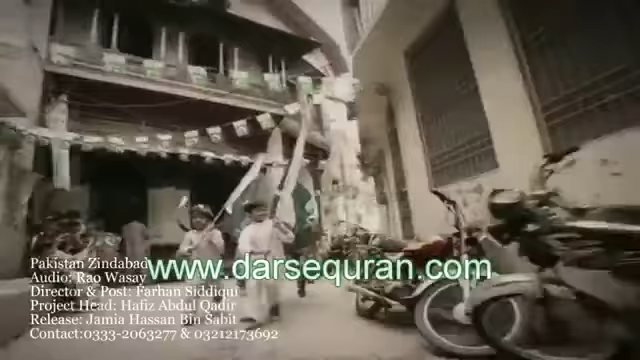 Pakistan Zindabad
www.darsequran.com
Audio: Rao Wasay
Director & Post: Farhan Siddiqui
Project Head: Hafiz Abdul Qadir
Release: Jamia Hassan Bin Sabit
Contact:0333-2063277 & 03212173692